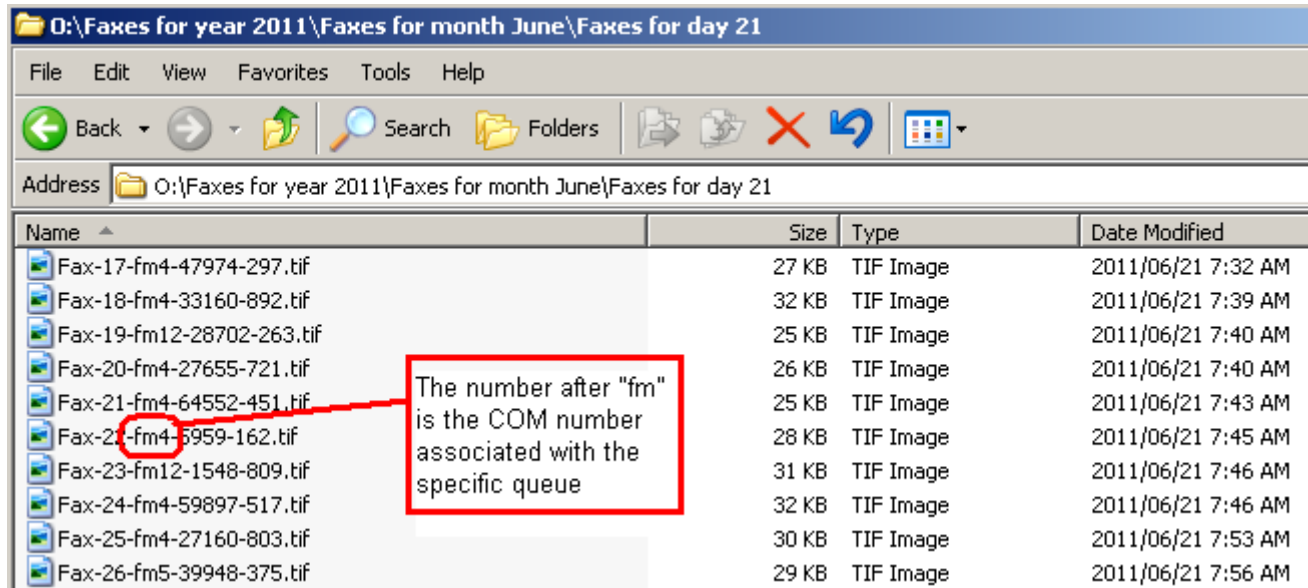 O:\Faxes for year 2011\Faxes for month June\Faxes for day 21
File Edit View Favorites Tools Help
Back Search Folders
Address O:\Faxes for year 2011\Faxes for month June\Faxes for day 21
Name Size Type Date Modified
Fax-17-fm4-47974-297.tif 27 KB TIF Image 2011/06/21 7:32 AM
Fax-18-fm4-33160-892.tif 32 KB TIF Image 2011/06/21 7:39 AM
Fax-19-fm12-28702-263.tif 25 KB TIF Image 2011/06/21 7:40 AM
Fax-20-fm4-27655-721.tif 26 KB TIF Image 2011/06/21 7:40 AM
Fax-21-fm4-64552-451.tif 25 KB TIF Image 2011/06/21 7:43 AM
Fax-22-fm4-5959-162.tif 28 KB TIF Image 2011/06/21 7:45 AM
Fax-23-fm12-1548-809.tif 31 KB TIF Image 2011/06/21 7:46 AM
Fax-24-fm4-59897-517.tif 32 KB TIF Image 2011/06/21 7:46 AM
Fax-25-fm4-27160-803.tif 30 KB TIF Image 2011/06/21 7:53 AM
Fax-26-fm5-39948-375.tif 29 KB TIF Image 2011/06/21 7:56 AM
The number after "fm"
is the COM number
associated with the
specific queue